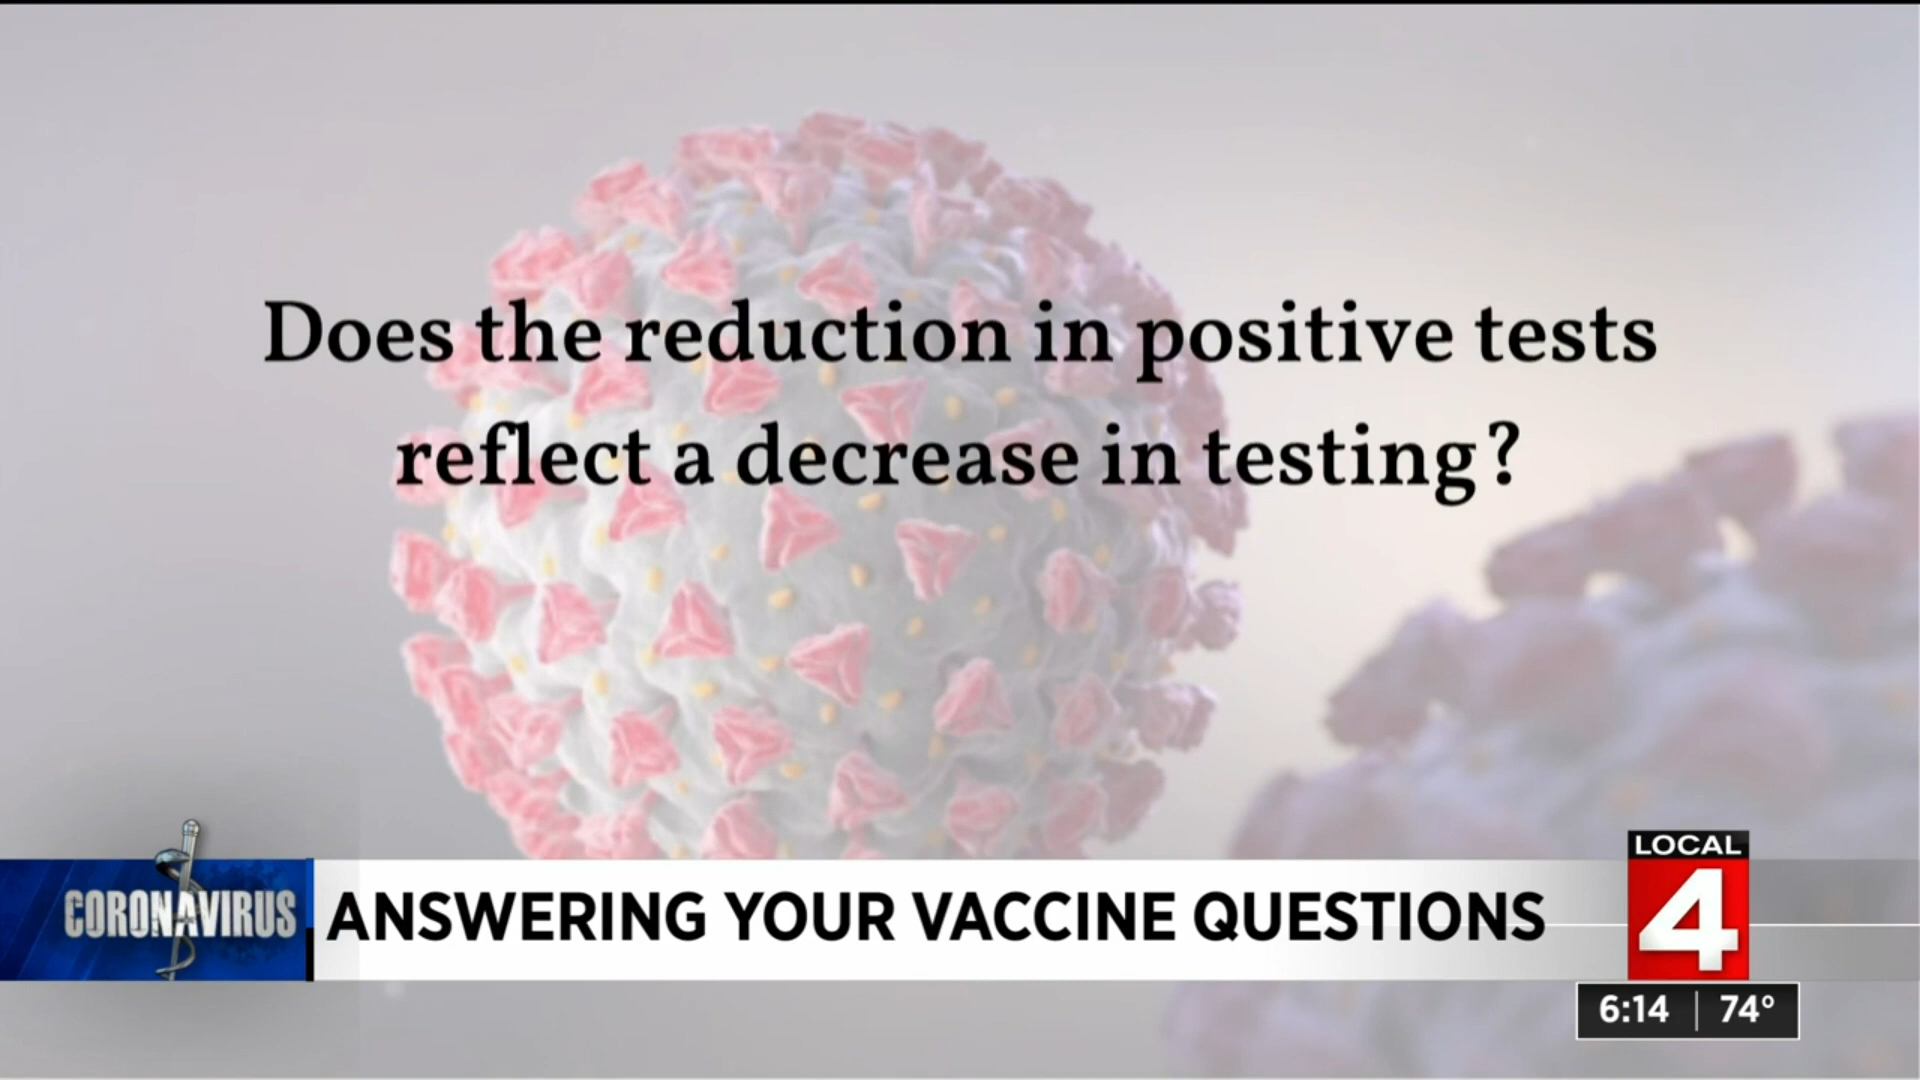 Does the reduction in positive tests
reflect a decrease in testing?
CORONAVIRUS
ANSWERING YOUR VACCINE QUESTIONS
LOCAL
4
6:14 74°